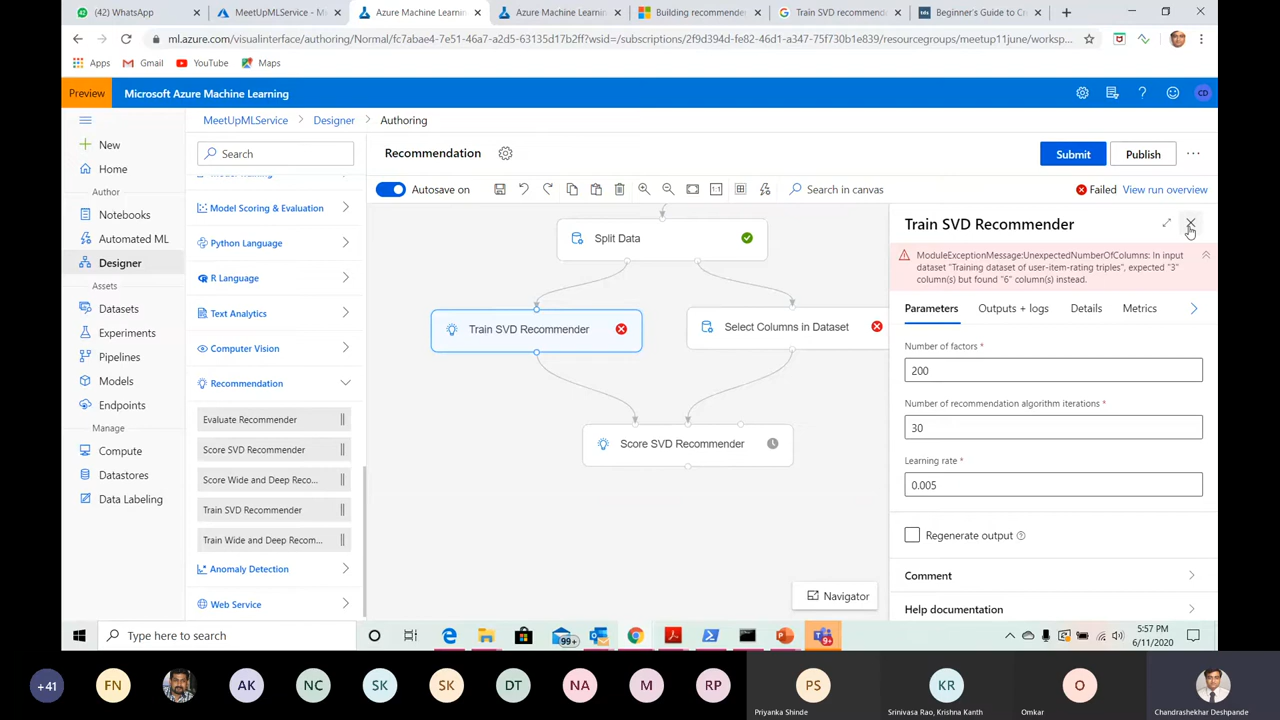 (42) WhatsApp
MeetUpMLService - M
Azure Machine Learnin
Azure Machine Learnin
Building recommende
Train SVD recommend
Beginner's Guide to Cr
ml.azure.com/visualinterface/authoring/Normal/fc7abae4-7e51-46a7-a2d5-63135d17b2ff?wsid=/subscriptions/2f9d394d-fe82-46d1-a347-75f730b1e839/resourcegroups/meetup11june/worksp...
Apps
Gmail
YouTube
Maps
Preview
Microsoft Azure Machine Learning
CD
MeetUpMLService > Designer > Authoring
New
Home
Author
Notebooks
Automated ML
Designer
Assets
Datasets
Experiments
Pipelines
Models
Endpoints
Manage
Compute
Datastores
Data Labeling
Search
Model Training
Model Scoring & Evaluation
Python Language
R Language
Text Analytics
Computer Vision
Recommendation
Evaluate Recommender
Score SVD Recommender
Score Wide and Deep Reco...
Train SVD Recommender
Train Wide and Deep Recom...
Anomaly Detection
Web Service
Recommendation
Submit
Publish
Autosave on
Search in canvas
Failed View run overview
Split Data
Train SVD Recommender
Select Columns in Dataset
Score SVD Recommender
Navigator
Train SVD Recommender
ModuleExceptionMessage:UnexpectedNumberOfColumns: In input
dataset "Training dataset of user-item-rating triples", expected "3"
column(s) but found "6" column(s) instead.
Parameters
Outputs + logs
Details
Metrics
Number of factors *
200
Number of recommendation algorithm iterations *
30
Learning rate *
0.005
Regenerate output
Comment
Help documentation
Type here to search
99+
9+
5:57 PM
6/11/2020
+41
FN
AK
NC
SK
SK
DT
NA
M
RP
PS
Priyanka Shinde
KR
Srinivasa Rao, Krishna Kanth
O
Omkar
Chandrashekhar Deshpande